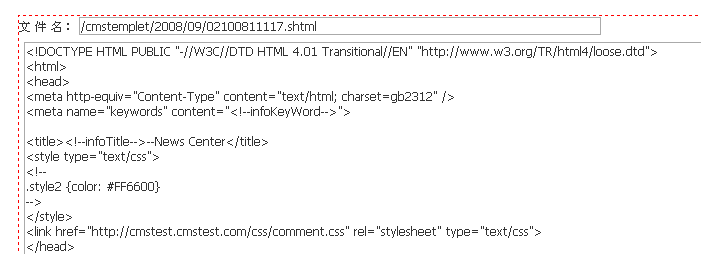 文 件 名： /cmstemplet/2008/09/02100811117.shtml
<!DOCTYPE HTML PUBLIC "-//W3C//DTD HTML 4.01 Transitional//EN" "http://www.w3.org/TR/html4/loose.dtd">
<html>
<head>
<meta http-equiv="Content-Type" content="text/html; charset=gb2312" />
<meta name="keywords" content="<!--infoKeyWord-->">

<title><!--infoTitle-->--News Center</title>
<style type="text/css">
<!--
.style2 {color: #FF6600}
-->
</style>
<link href="http://cmstest.cmstest.com/css/comment.css" rel="stylesheet" type="text/css">
</head>